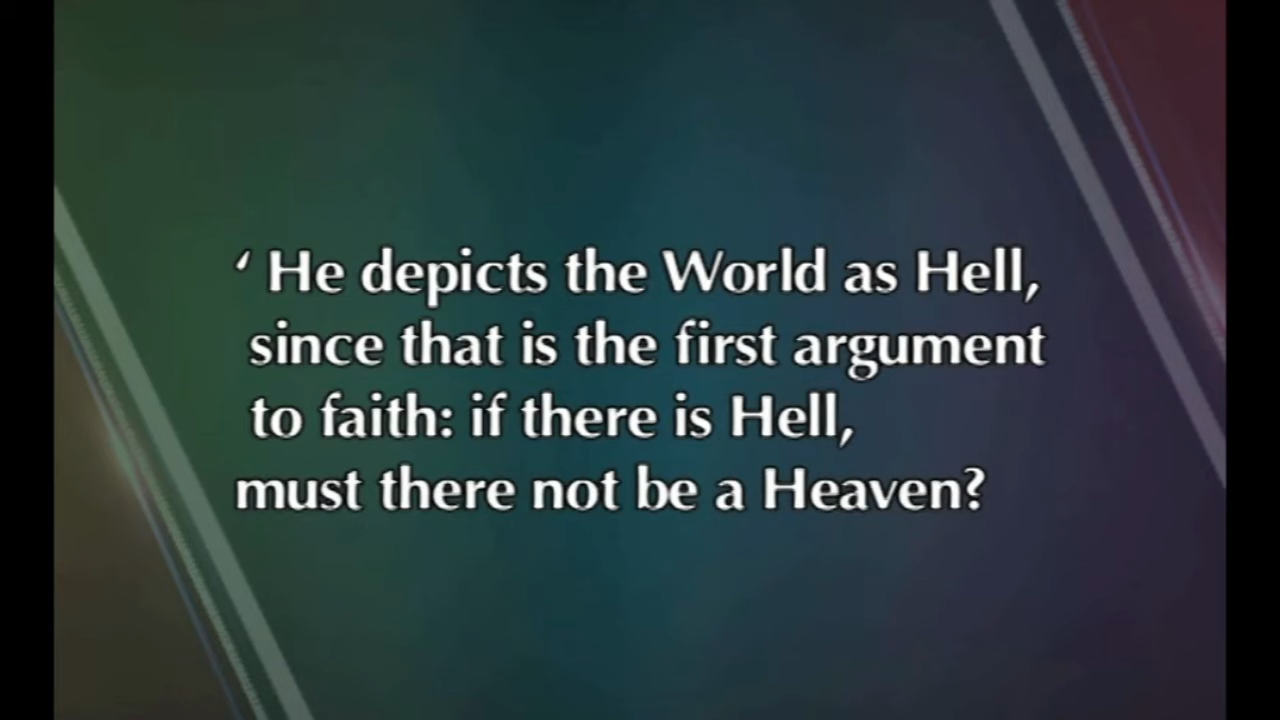 ‘ He depicts the World as Hell,
since that is the first argument
to faith: if there is Hell,
must there not be a Heaven?